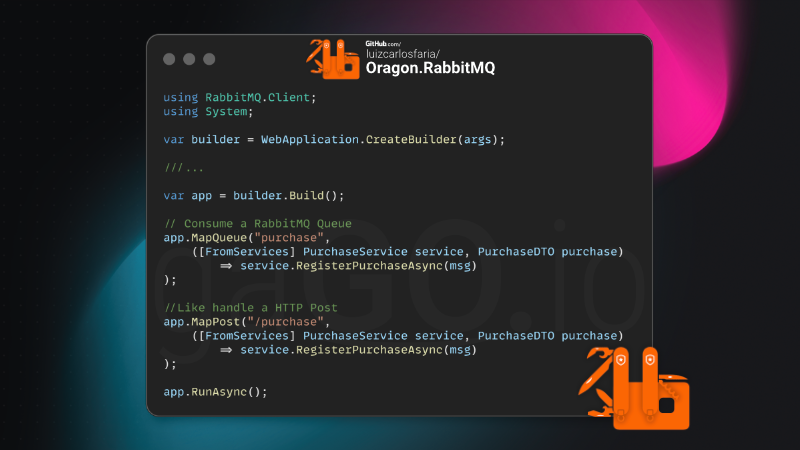 GitHub.com/
luizcarlosfaria/
Oragon.RabbitMQ
using RabbitMQ.Client;
using System;
var builder = WebApplication.CreateBuilder(args);
///...
var app = builder.Build();
// Consume a RabbitMQ Queue
app.MapQueue("purchase",
([FromServices] PurchaseService service, PurchaseDTO purchase)
⇒ service.RegisterPurchaseAsync(msg)
);
//Like handle a HTTP Post
app.MapPost("/purchase",
([FromServices] PurchaseService service, PurchaseDTO purchase)
⇒ service.RegisterPurchaseAsync(msg)
);
app.RunAsync();
gaGO.io